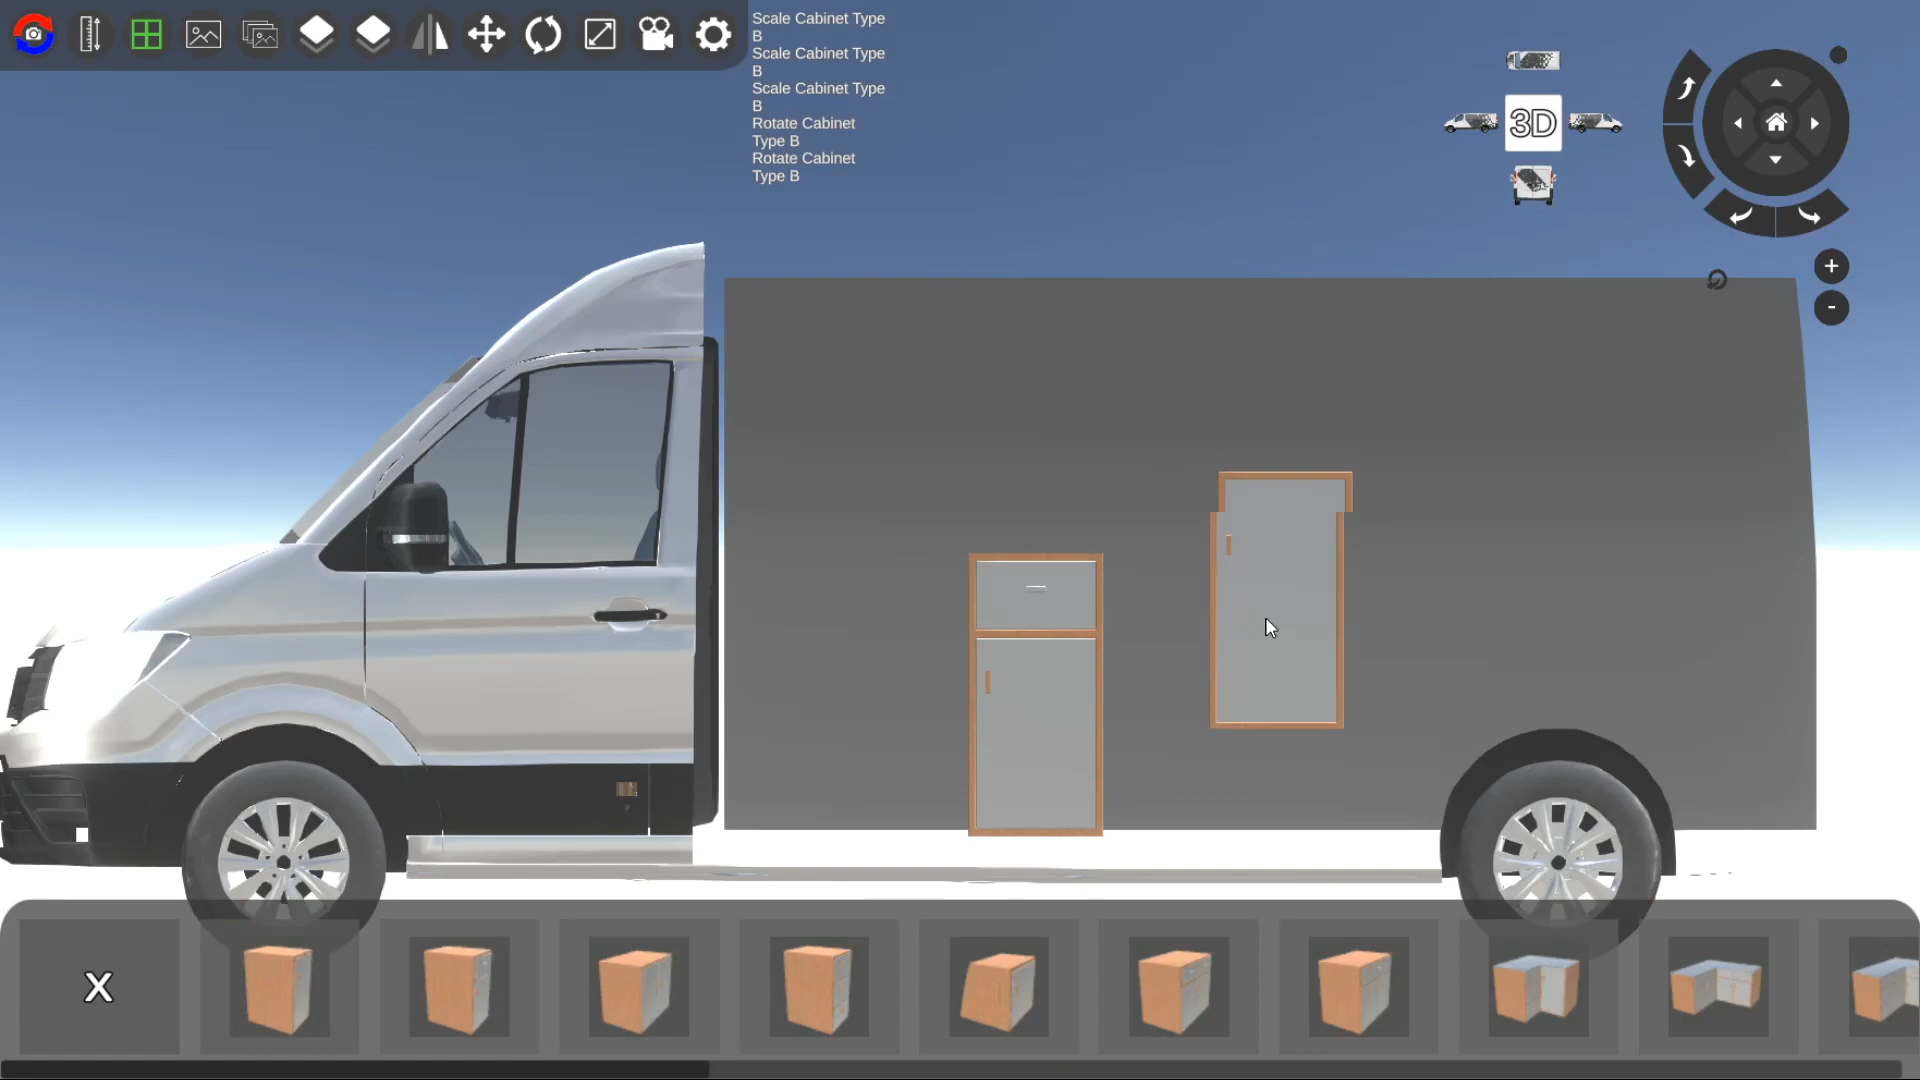 Scale Cabinet Type
B
Scale Cabinet Type
B
Scale Cabinet Type
B
Rotate Cabinet
Type B
Rotate Cabinet
Type B
3D
+
-
X